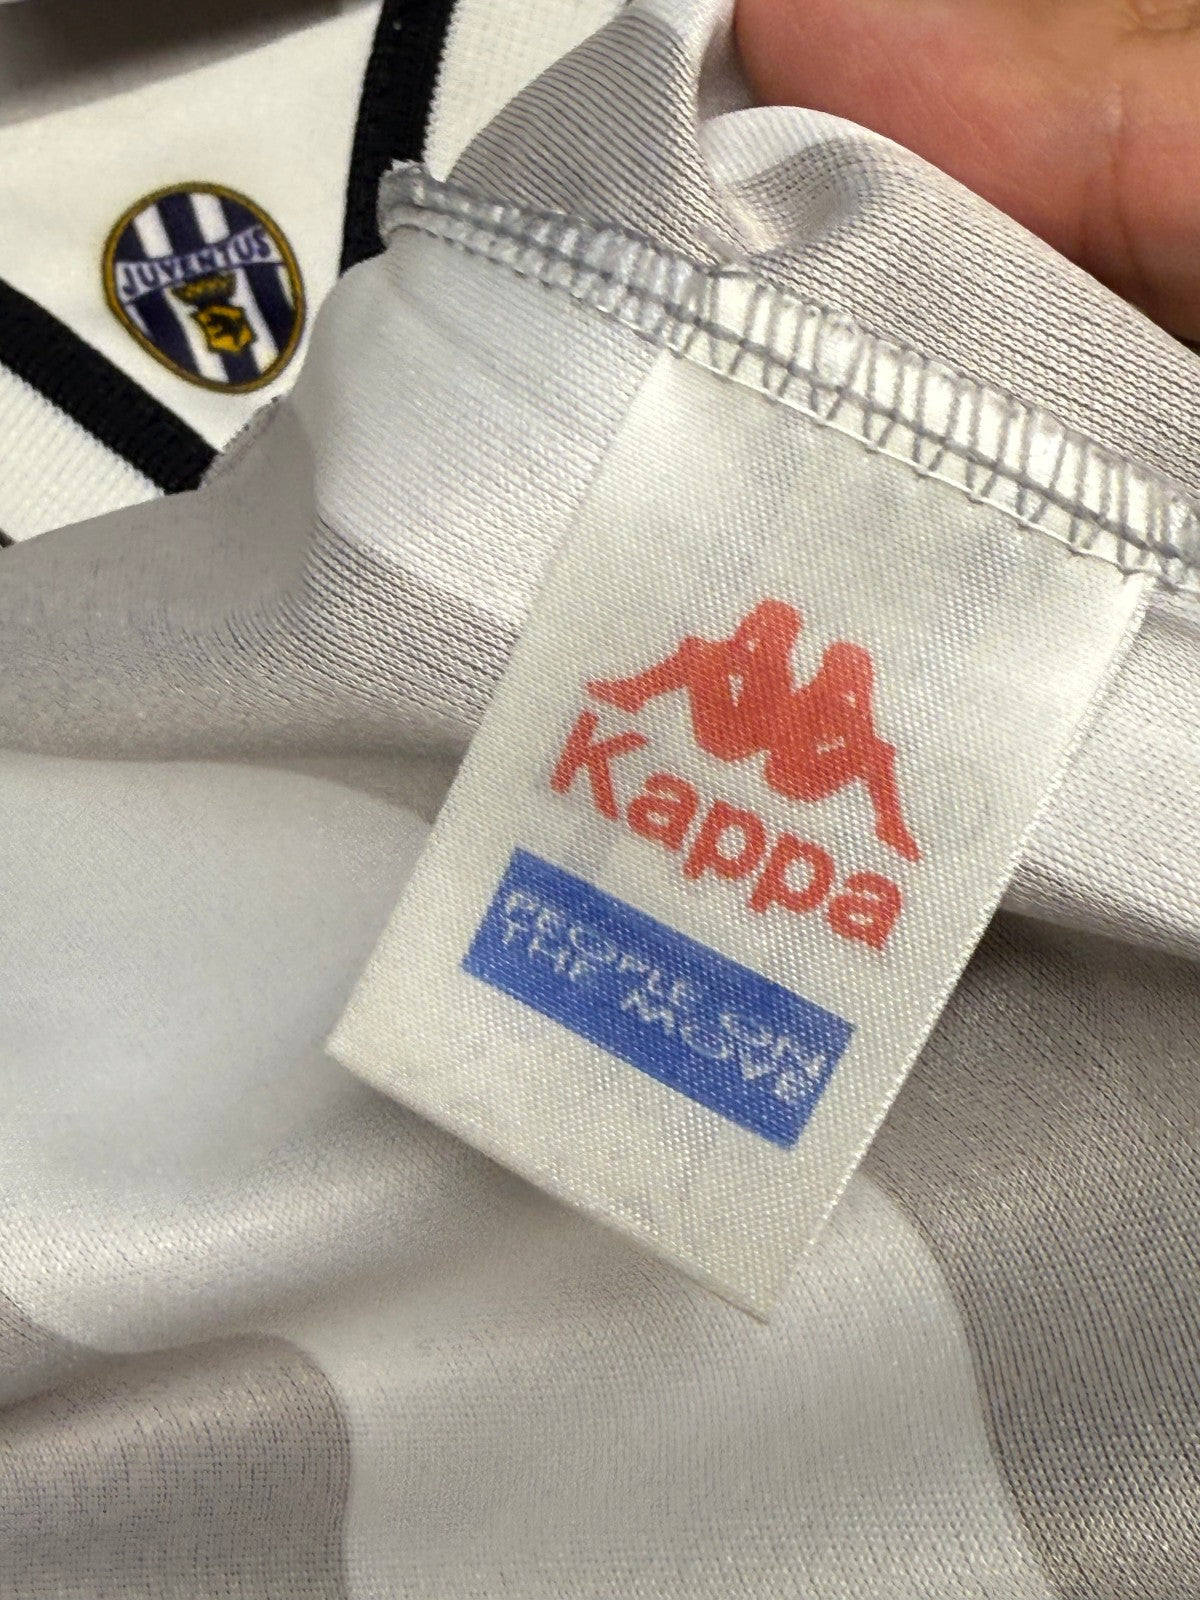 JUVENTUS
Kappa
PEOPLE ON
THE MOVE